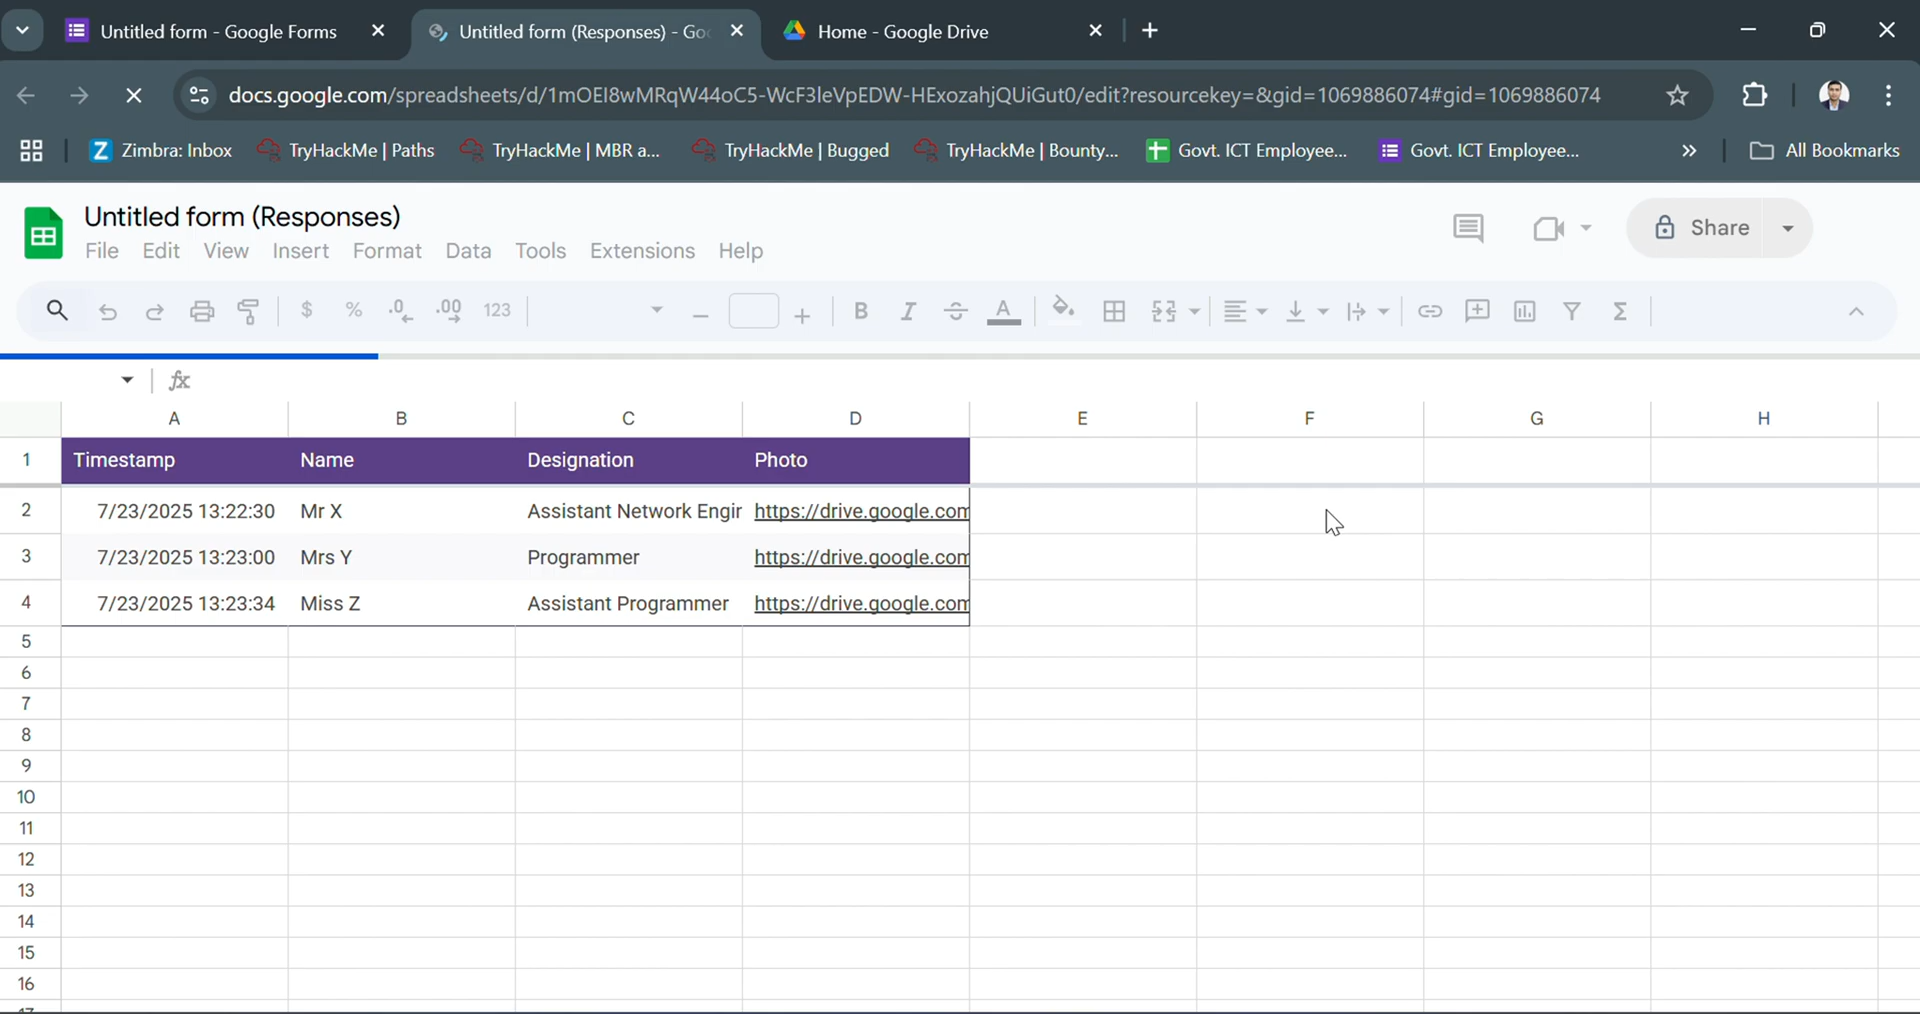 Untitled form - Google Forms
Untitled form (Responses) - Goo
Home - Google Drive
docs.google.com/spreadsheets/d/1mOEI8wMRqW44oC5-WcF3leVpEDW-HExozahjQUiGut0/edit?resourcekey=&gid=1069886074#gid=1069886074
Zimbra: Inbox TryHackMe | Paths TryHackMe | MBR a... TryHackMe | Bugged TryHackMe | Bounty... Govt. ICT Employee... Govt. ICT Employee... » All Bookmarks
Untitled form (Responses)
File Edit View Insert Format Data Tools Extensions Help
Share
$ % .0 .00 123 B I S A Σ
fx
A B C D E F G H
1 Timestamp Name Designation Photo
2 7/23/2025 13:22:30 Mr X Assistant Network Engir https://drive.google.com
3 7/23/2025 13:23:00 Mrs Y Programmer https://drive.google.com
4 7/23/2025 13:23:34 Miss Z Assistant Programmer https://drive.google.com
5
6
7
8
9
10
11
12
13
14
15
16
17